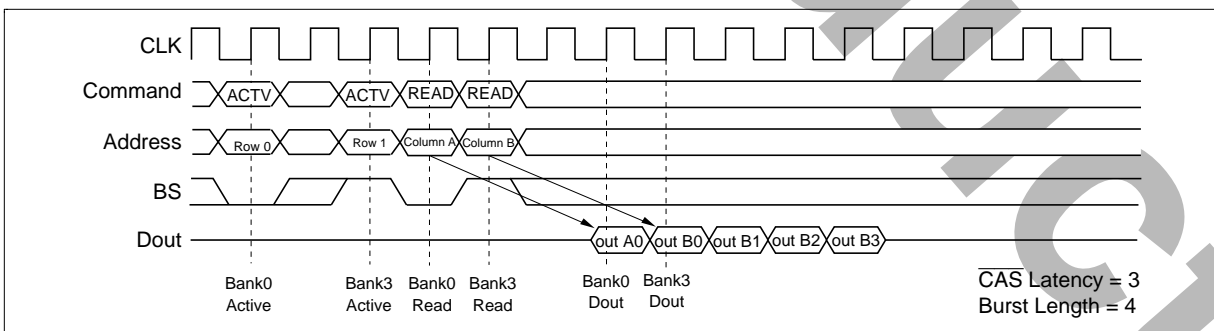 CLK
Command ACTV ACTV READ READ
Address Row 0 Row 1 Column A Column B
BS
Dout out A0 out B0 out B1 out B2 out B3
Bank0 Active
Bank3 Active
Bank0 Read
Bank3 Read
Bank0 Dout
Bank3 Dout
CAS Latency = 3
Burst Length = 4